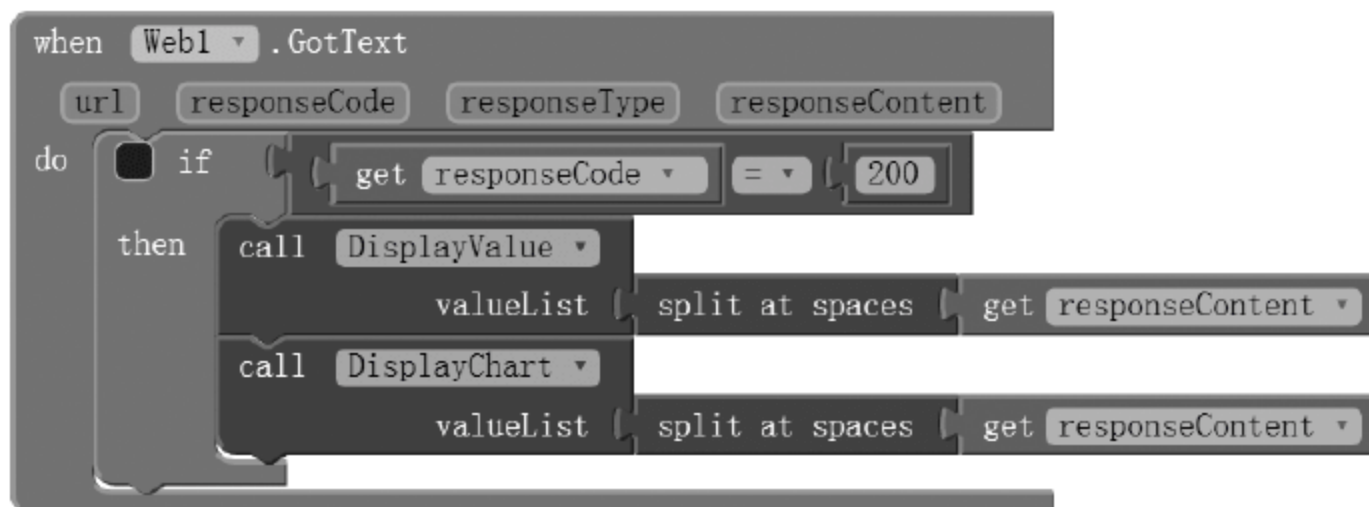 when Web1 .GotText
url responseCode responseType responseContent
do if get responseCode = 200
then call DisplayValue
valueList split at spaces get responseContent
call DisplayChart
valueList split at spaces get responseContent